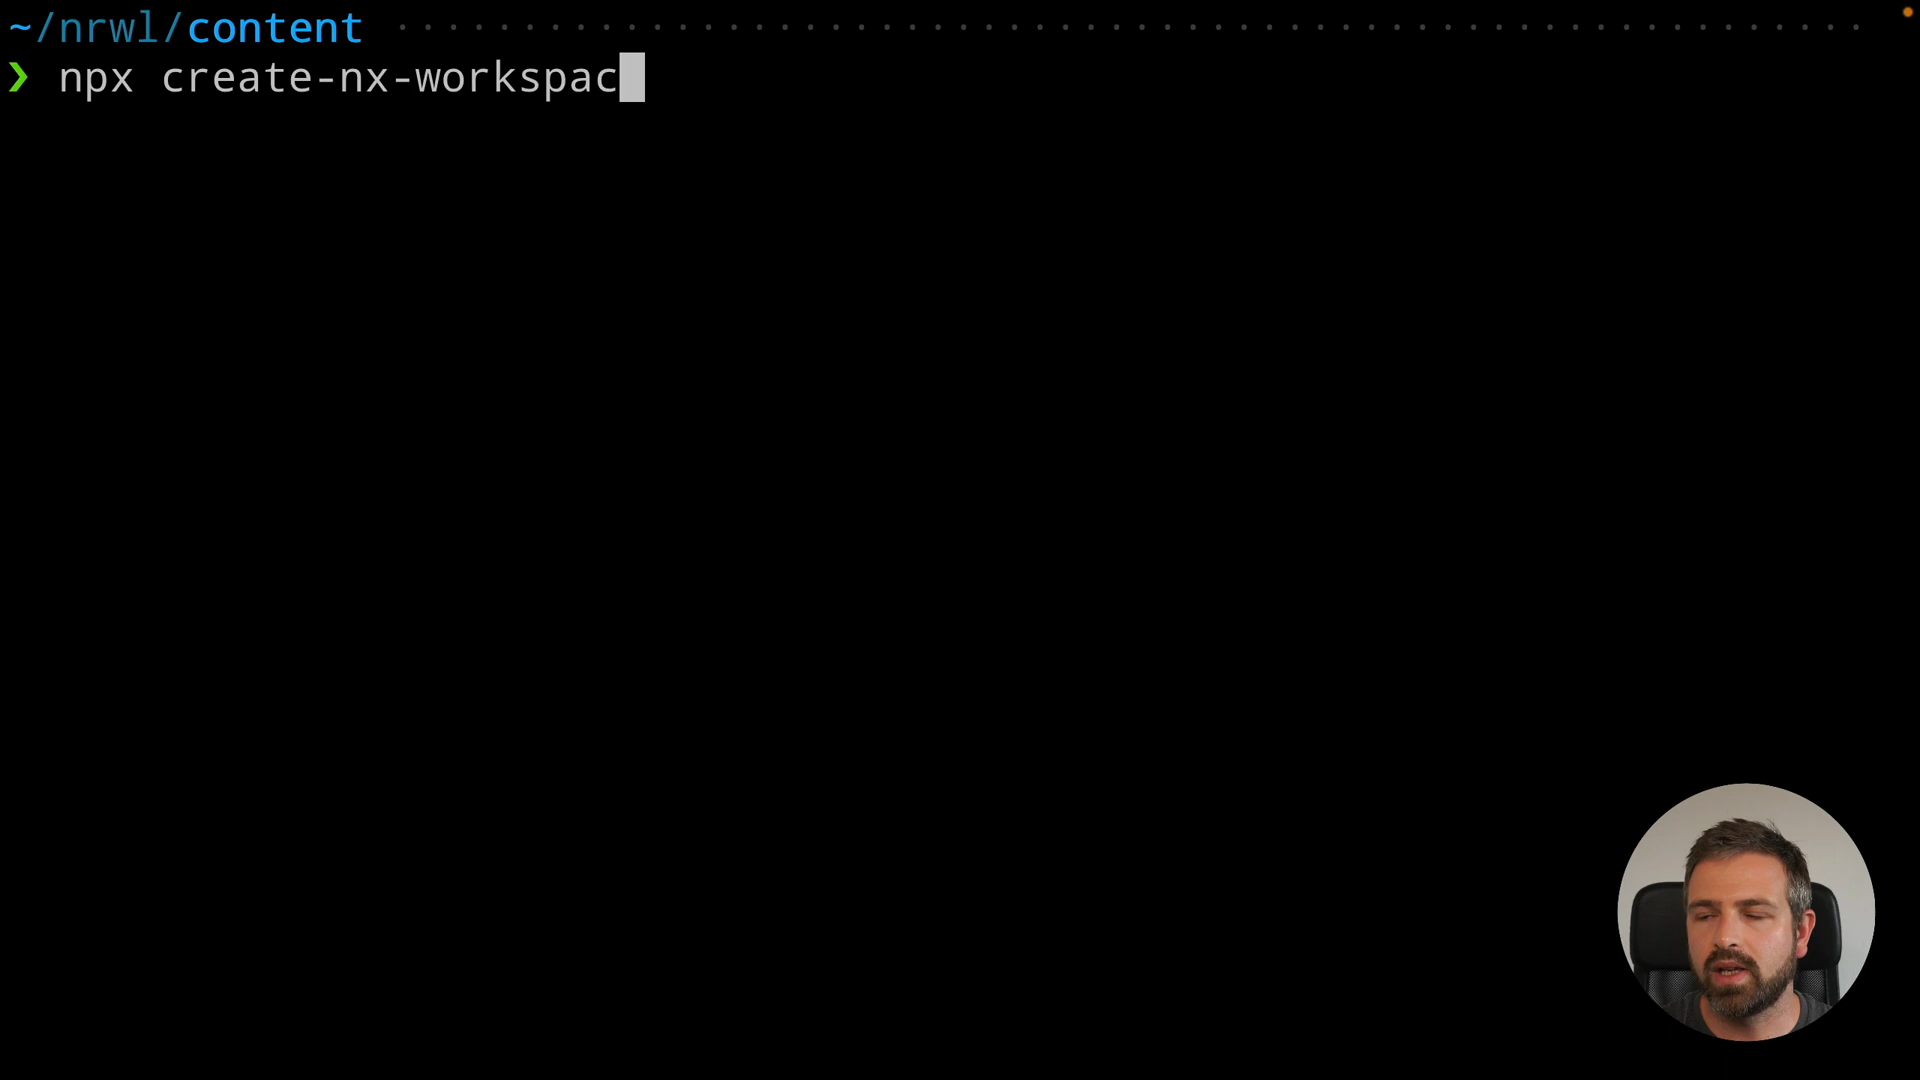 ~/nrwl/content
❯ npx create-nx-workspac